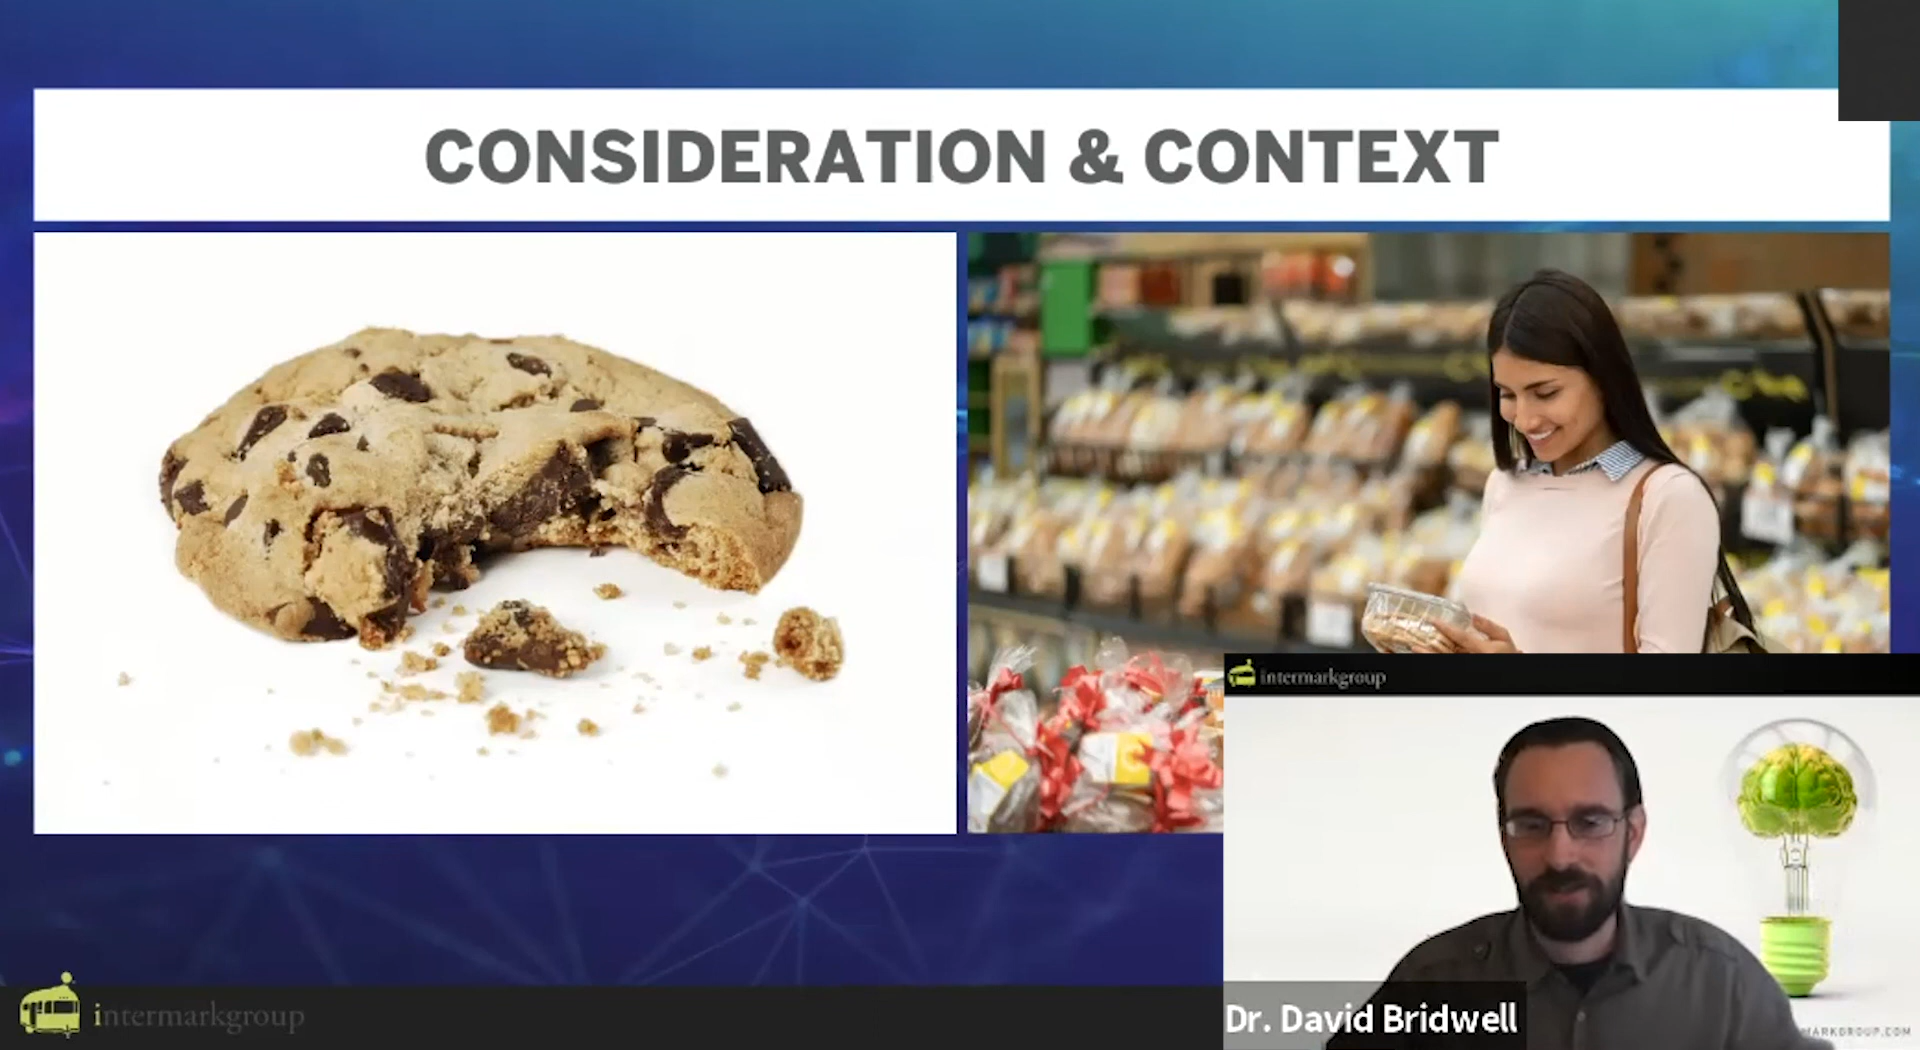 CONSIDERATION & CONTEXT
intermarkgroup
Dr. David Bridwell
intermarkgroup